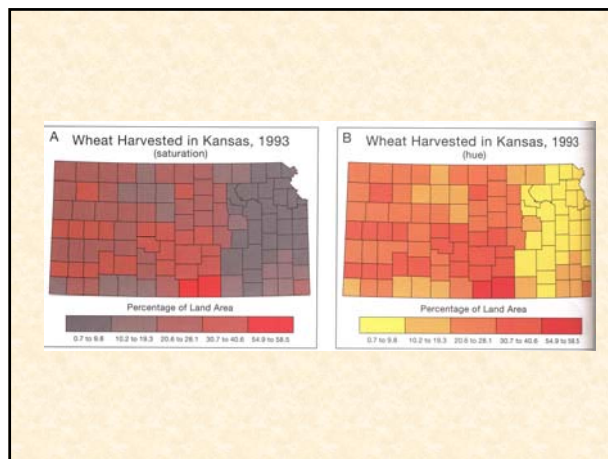 A
Wheat Harvested in Kansas, 1993
(saturation)
Percentage of Land Area
0.7 to 9.8 10.2 to 19.3 20.6 to 28.1 30.7 to 40.6 54.9 to 58.5
B
Wheat Harvested in Kansas, 1993
(hue)
Percentage of Land Area
0.7 to 9.8 10.2 to 19.3 20.6 to 28.1 30.7 to 40.6 54.9 to 58.5